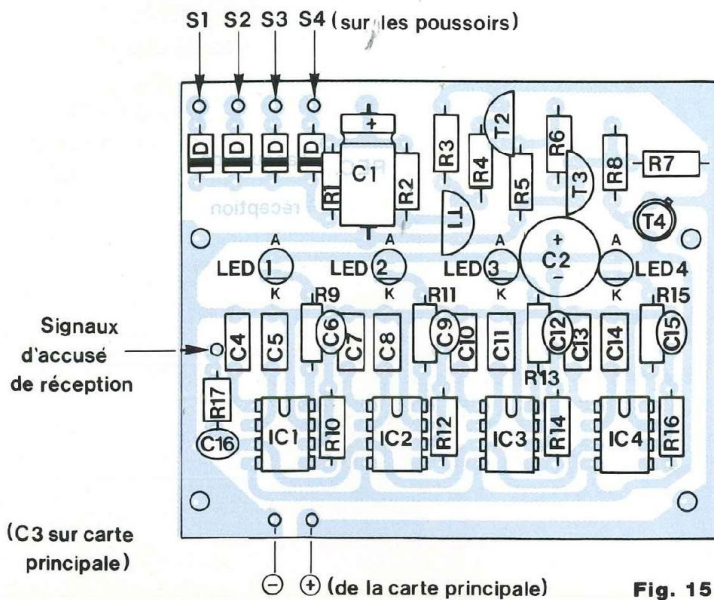 S1 S2 S3 S4 (sur les poussoirs)
D D D D
+
C1
R1
R2
R3
R4
T2
R5
R6
T3
R8
R7
T1
T4
réception
A A A A
LED 1 LED 2 LED 3 LED 4
+
C2
-
K K K K
R9 R11 R13 R15
Signaux
d'accusé
de réception
C4 C5 C6 C7 C8 C9 C10 C11 C12 C13 C14 C15
R17
C16
IC1 R10 IC2 R12 IC3 R14 IC4 R16
(C3 sur carte
principale)
- + (de la carte principale)
Fig. 15